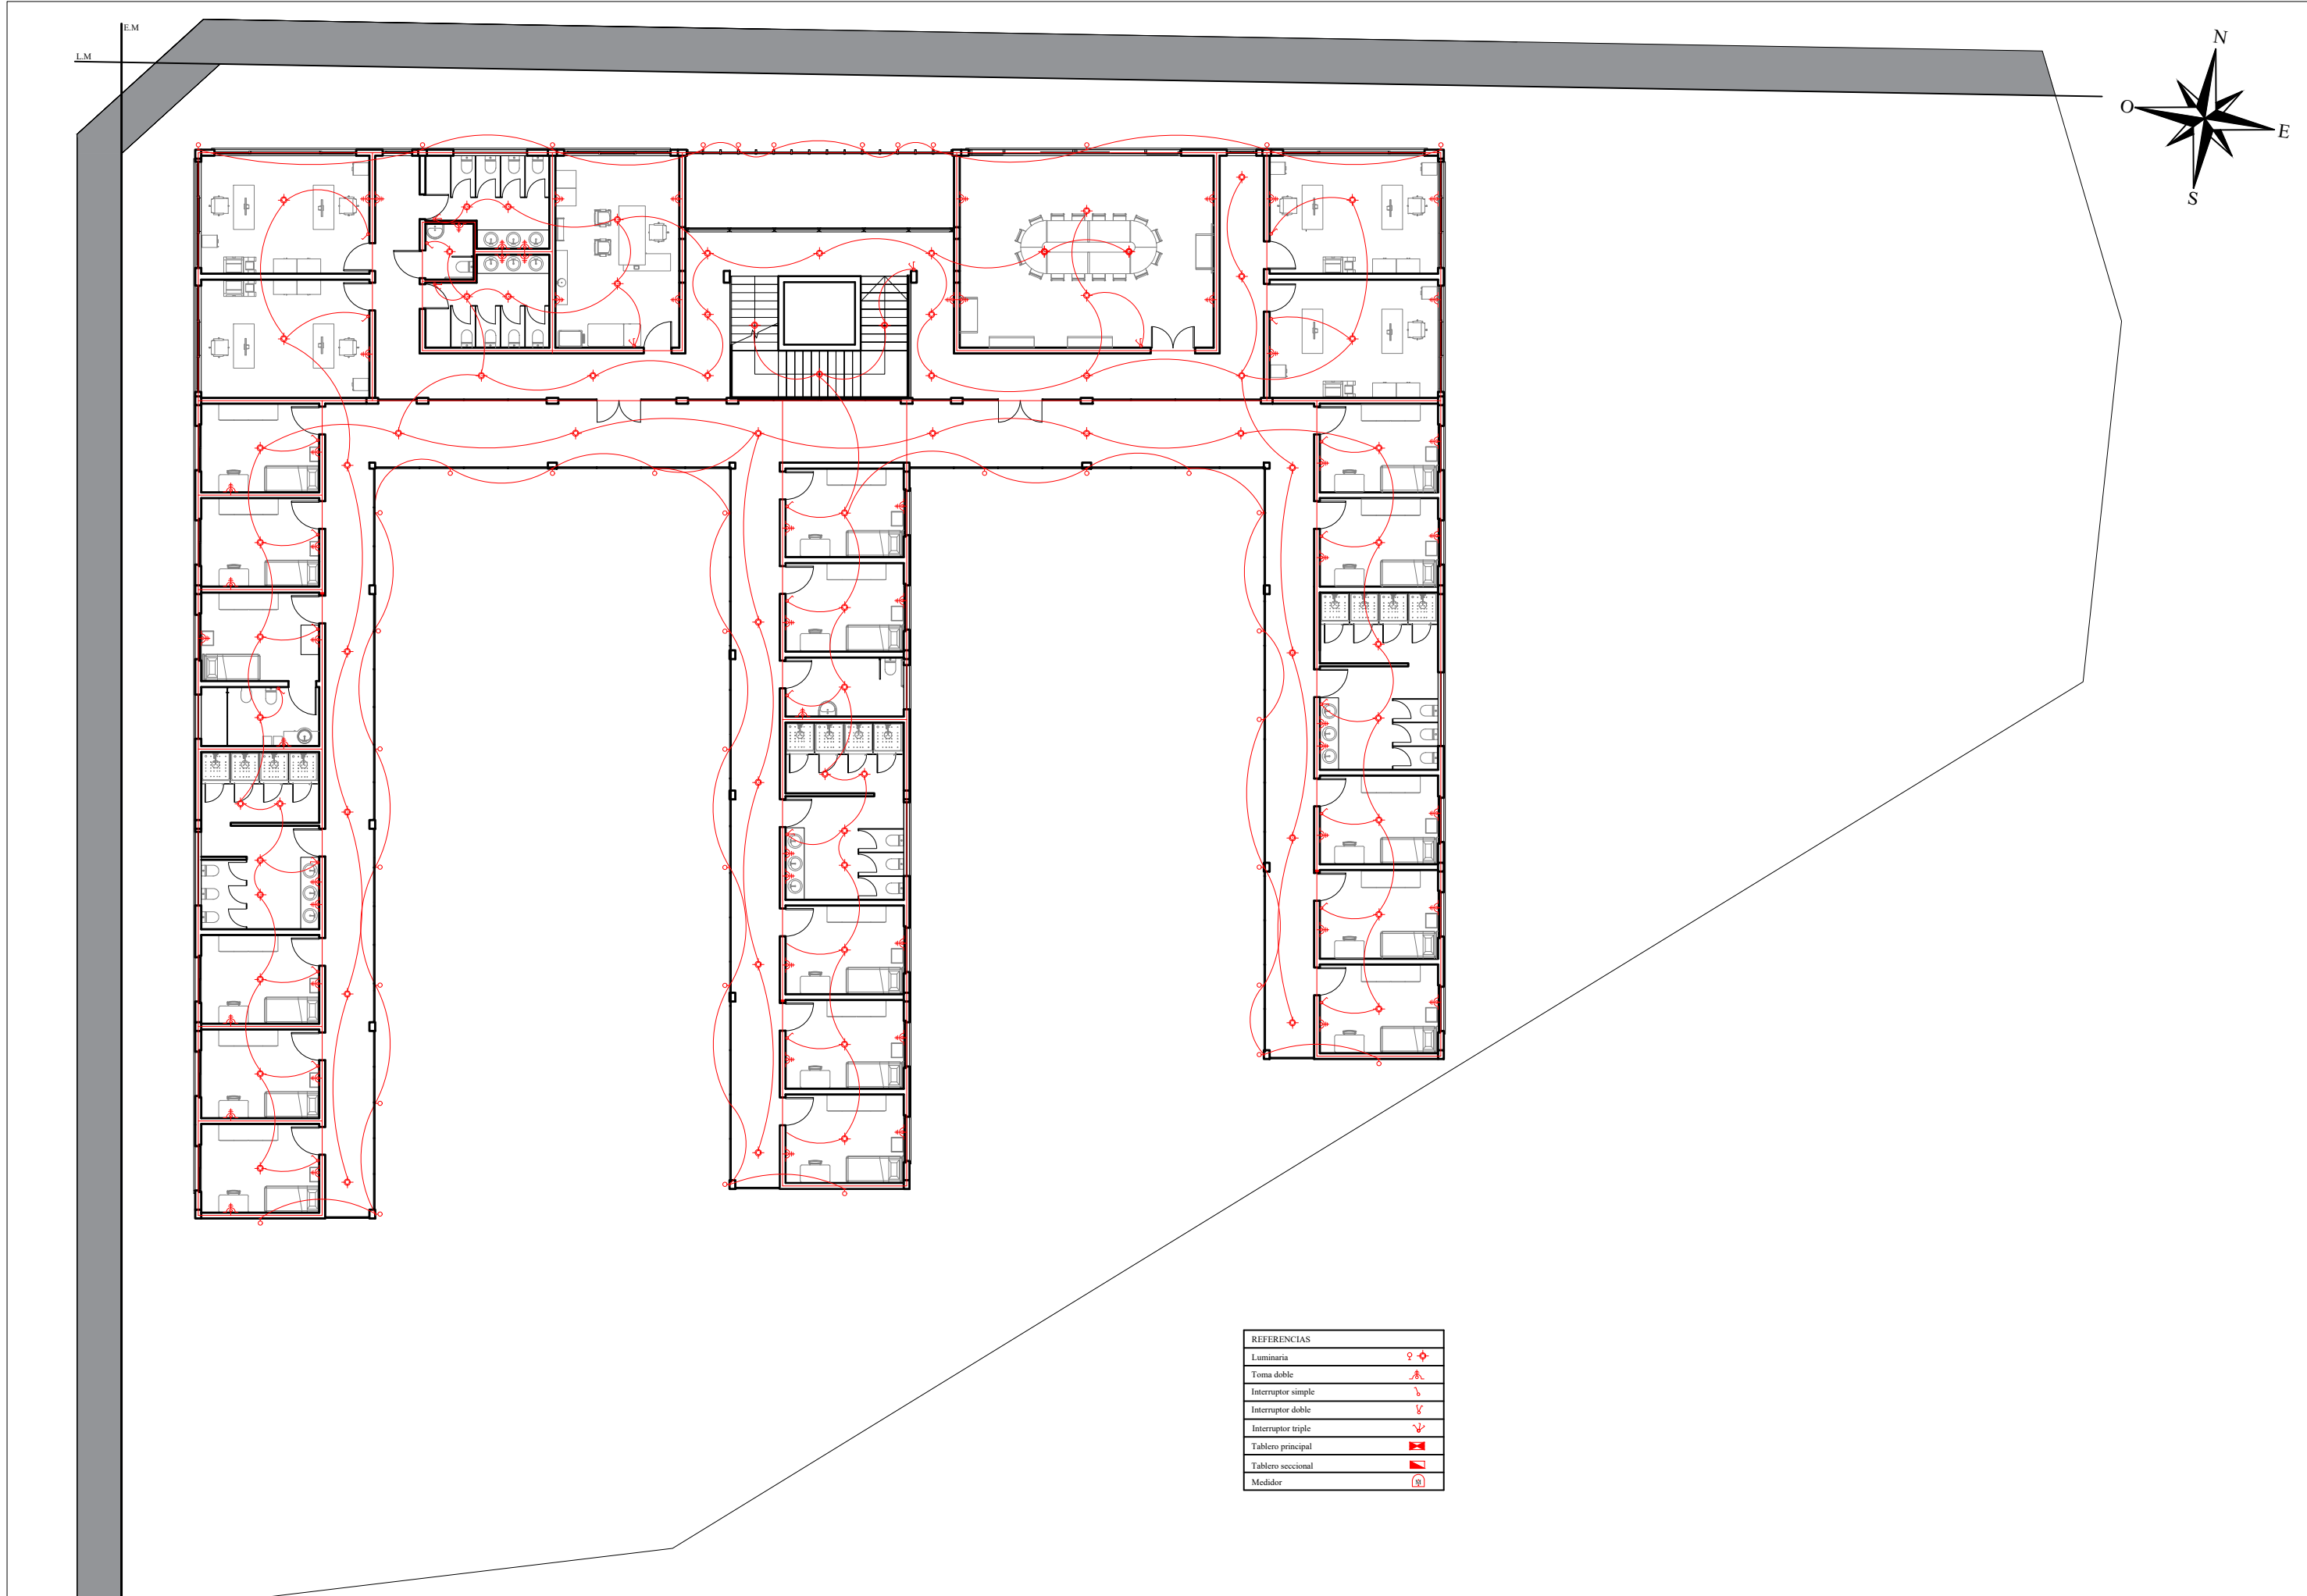 E.M
L.M
N
O
E
S
REFERENCIAS
Luminaria
Toma doble
Interruptor simple
Interruptor doble
Interruptor triple
Tablero principal
Tablero seccional
Medidor